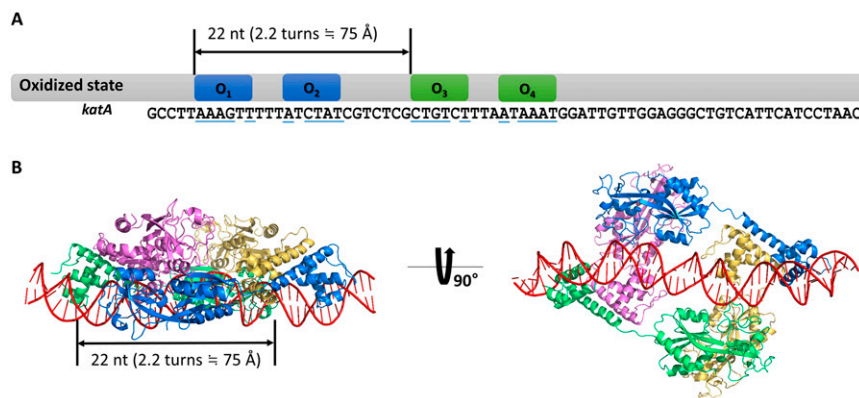 A
22 nt (2.2 turns ≒ 75 Å)
Oxidized state O₁ O₂ O₃ O₄
katA
GCCTTAAAGTTTTTATCTATCGTCTCGCTGTCTTTAATAAATGGATTGTTGGAGGGCTGTCATTCATCCTAAC
B
90°
22 nt (2.2 turns ≒ 75 Å)